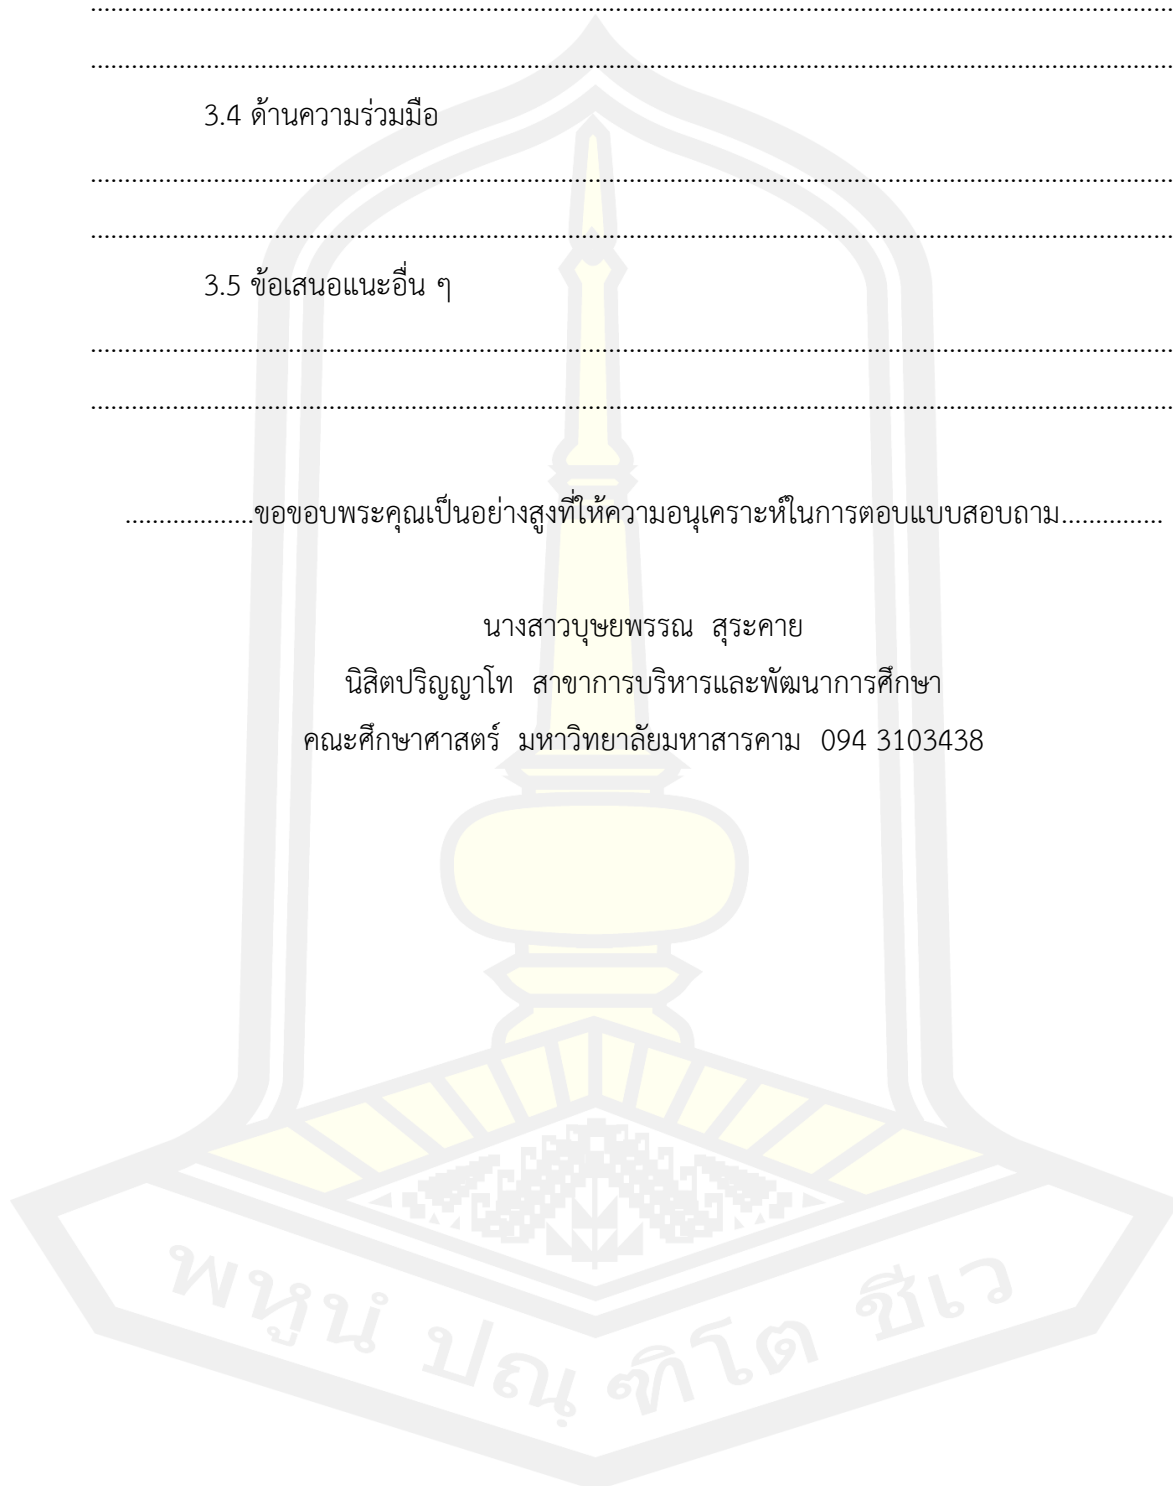 ................................................................................................................................................................
................................................................................................................................................................
3.4 ด้านความร่วมมือ
................................................................................................................................................................
................................................................................................................................................................
3.5 ข้อเสนอแนะอื่น ๆ
................................................................................................................................................................
................................................................................................................................................................
...................ขอขอบพระคุณเป็นอย่างสูงที่ให้ความอนุเคราะห์ในการตอบแบบสอบถาม...............
นางสาวบุษยพรรณ สุระคาย
นิสิตปริญญาโท สาขาการบริหารและพัฒนาการศึกษา
คณะศึกษาศาสตร์ มหาวิทยาลัยมหาสารคาม 094 3103438
พหูนํ ปณฺฑิโต ชีเว